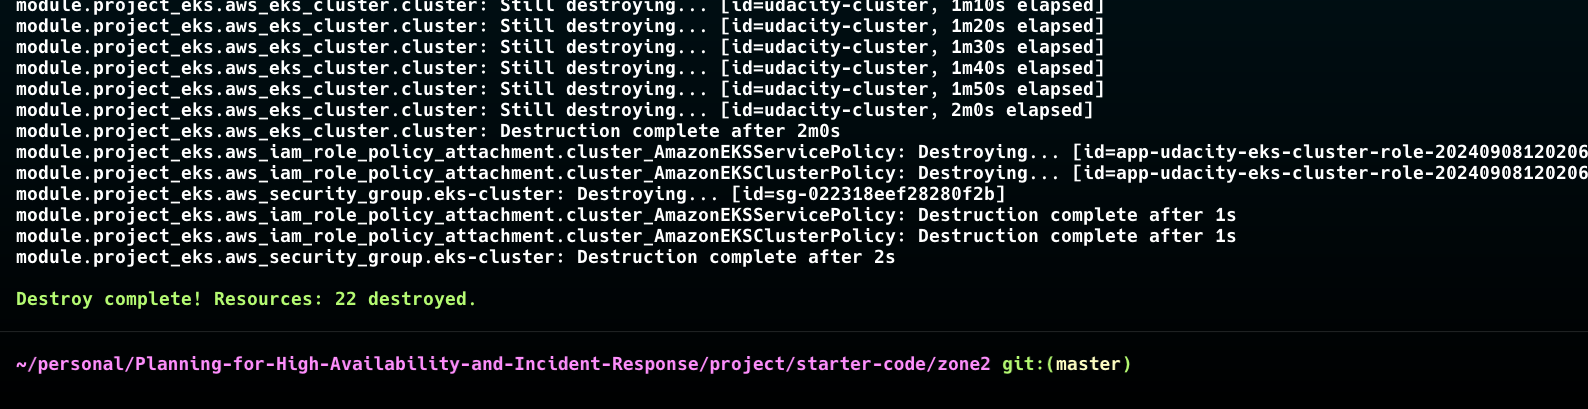 module.project_eks.aws_eks_cluster.cluster: Still destroying... [id=udacity-cluster, 1m10s elapsed]
module.project_eks.aws_eks_cluster.cluster: Still destroying... [id=udacity-cluster, 1m20s elapsed]
module.project_eks.aws_eks_cluster.cluster: Still destroying... [id=udacity-cluster, 1m30s elapsed]
module.project_eks.aws_eks_cluster.cluster: Still destroying... [id=udacity-cluster, 1m40s elapsed]
module.project_eks.aws_eks_cluster.cluster: Still destroying... [id=udacity-cluster, 1m50s elapsed]
module.project_eks.aws_eks_cluster.cluster: Still destroying... [id=udacity-cluster, 2m0s elapsed]
module.project_eks.aws_eks_cluster.cluster: Destruction complete after 2m0s
module.project_eks.aws_iam_role_policy_attachment.cluster_AmazonEKSServicePolicy: Destroying... [id=app-udacity-eks-cluster-role-20240908120206
module.project_eks.aws_iam_role_policy_attachment.cluster_AmazonEKSClusterPolicy: Destroying... [id=app-udacity-eks-cluster-role-20240908120206
module.project_eks.aws_security_group.eks-cluster: Destroying... [id=sg-022318eef28280f2b]
module.project_eks.aws_iam_role_policy_attachment.cluster_AmazonEKSServicePolicy: Destruction complete after 1s
module.project_eks.aws_iam_role_policy_attachment.cluster_AmazonEKSClusterPolicy: Destruction complete after 1s
module.project_eks.aws_security_group.eks-cluster: Destruction complete after 2s
Destroy complete! Resources: 22 destroyed.
~/personal/Planning-for-High-Availability-and-Incident-Response/project/starter-code/zone2 git:(master)